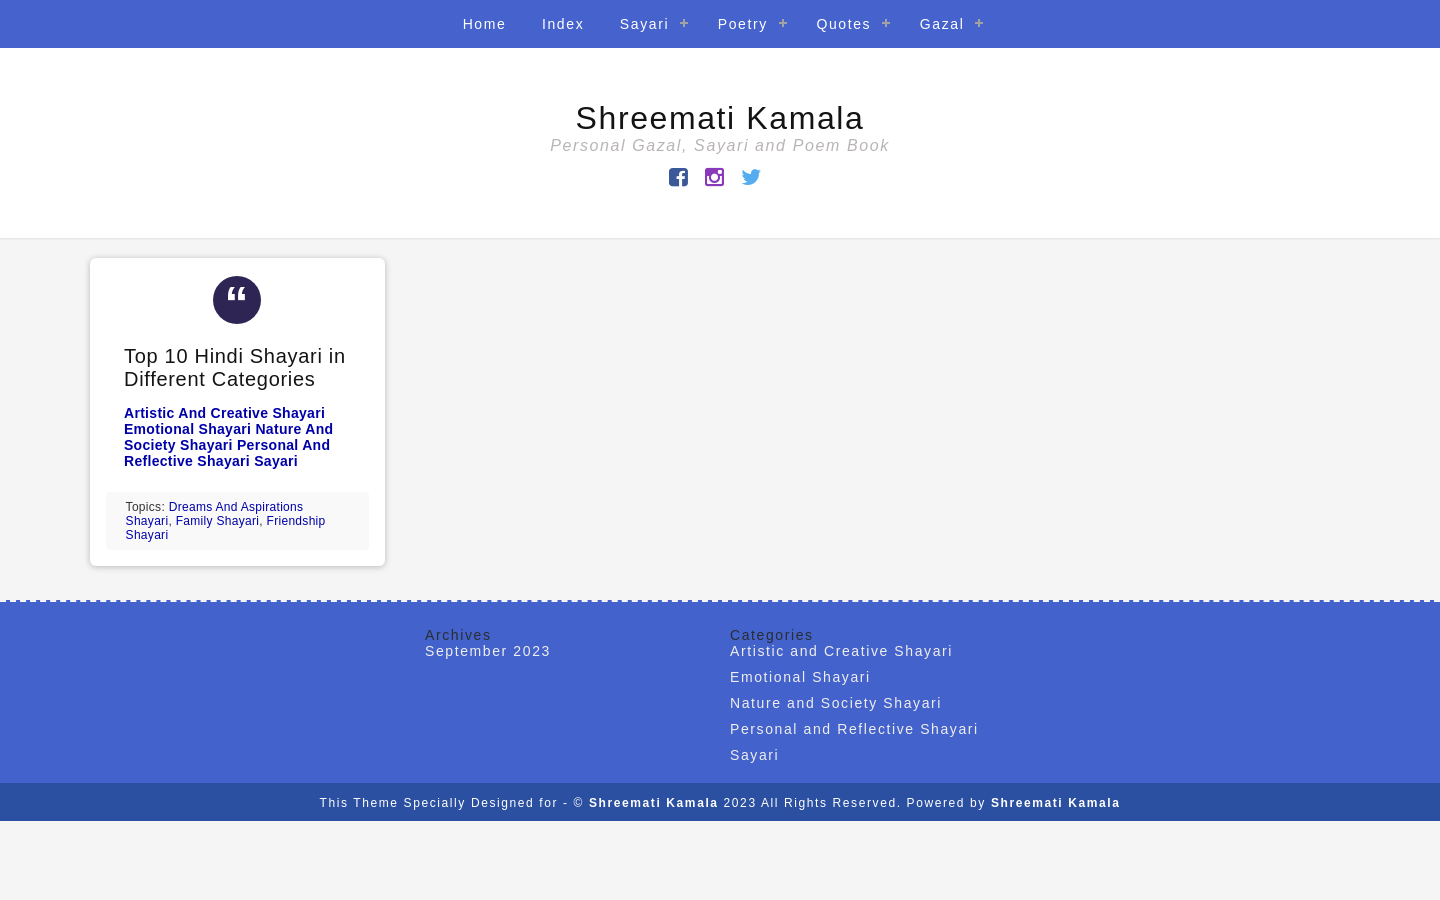 Home Index Sayari + Poetry + Quotes + Gazal +
Shreemati Kamala
Personal Gazal, Sayari and Poem Book
“
Top 10 Hindi Shayari in
Different Categories
Artistic And Creative Shayari
Emotional Shayari Nature And
Society Shayari Personal And
Reflective Shayari Sayari
Topics: Dreams And Aspirations
Shayari, Family Shayari, Friendship
Shayari
Archives
September 2023
Categories
Artistic and Creative Shayari
Emotional Shayari
Nature and Society Shayari
Personal and Reflective Shayari
Sayari
This Theme Specially Designed for - © Shreemati Kamala 2023 All Rights Reserved. Powered by Shreemati Kamala